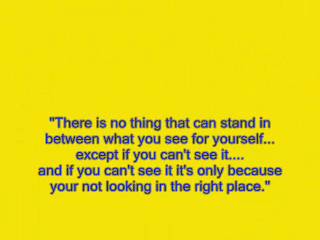 "There is no thing that can stand in
between what you see for yourself...
except if you can't see it....
and if you can't see it it's only because
your not looking in the right place."